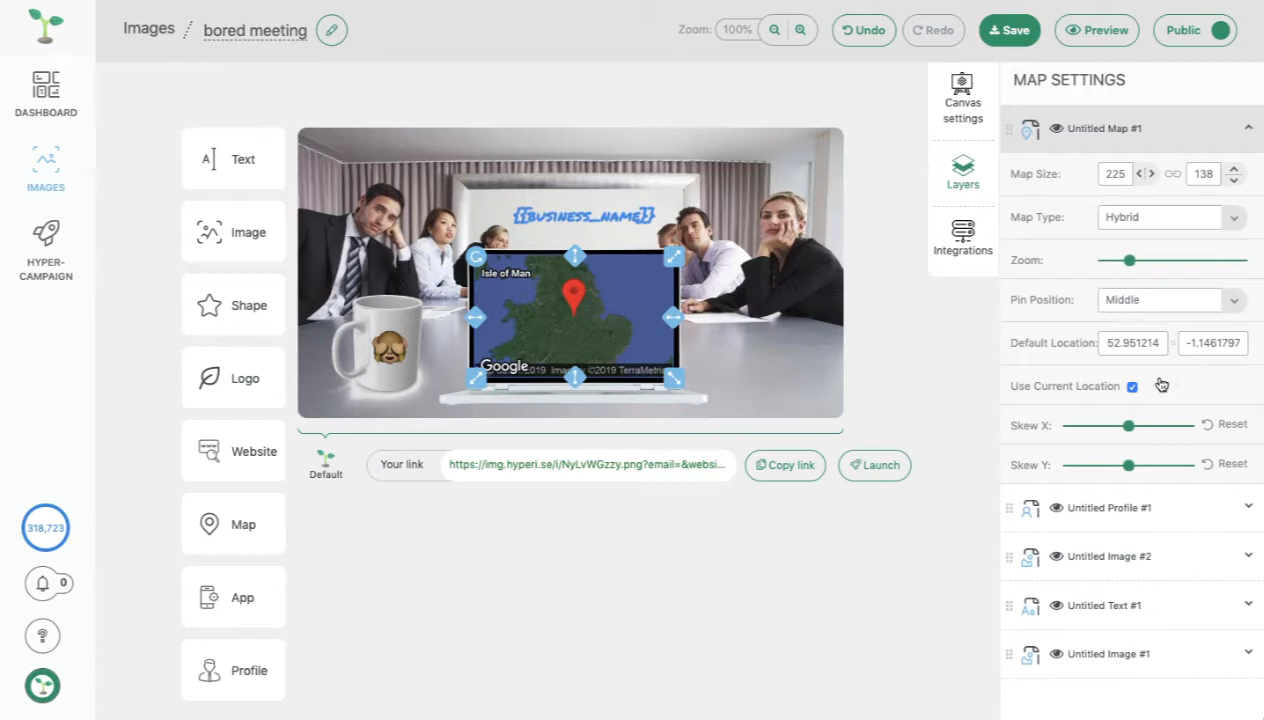 Images / bored meeting
Zoom: 100%
Undo
Redo
Save
Preview
Public
DASHBOARD
IMAGES
HYPER-
CAMPAIGN
318,723
0
?
Text
Image
Shape
Logo
Website
Map
App
Profile
{{BUSINESS_NAME}}
Isle of Man
Google
2019
©2019 TerraMetrics
Default
Your link
https://img.hyperi.se/i/NyLvWGzzy.png?email=&websi...
Copy link
Launch
Canvas
settings
Layers
Integrations
MAP SETTINGS
Untitled Map #1
Map Size: 225 138
Map Type: Hybrid
Zoom:
Pin Position: Middle
Default Location: 52.951214 -1.1461797
Use Current Location
Skew X: Reset
Skew Y: Reset
Untitled Profile #1
Untitled Image #2
Untitled Text #1
Untitled Image #1